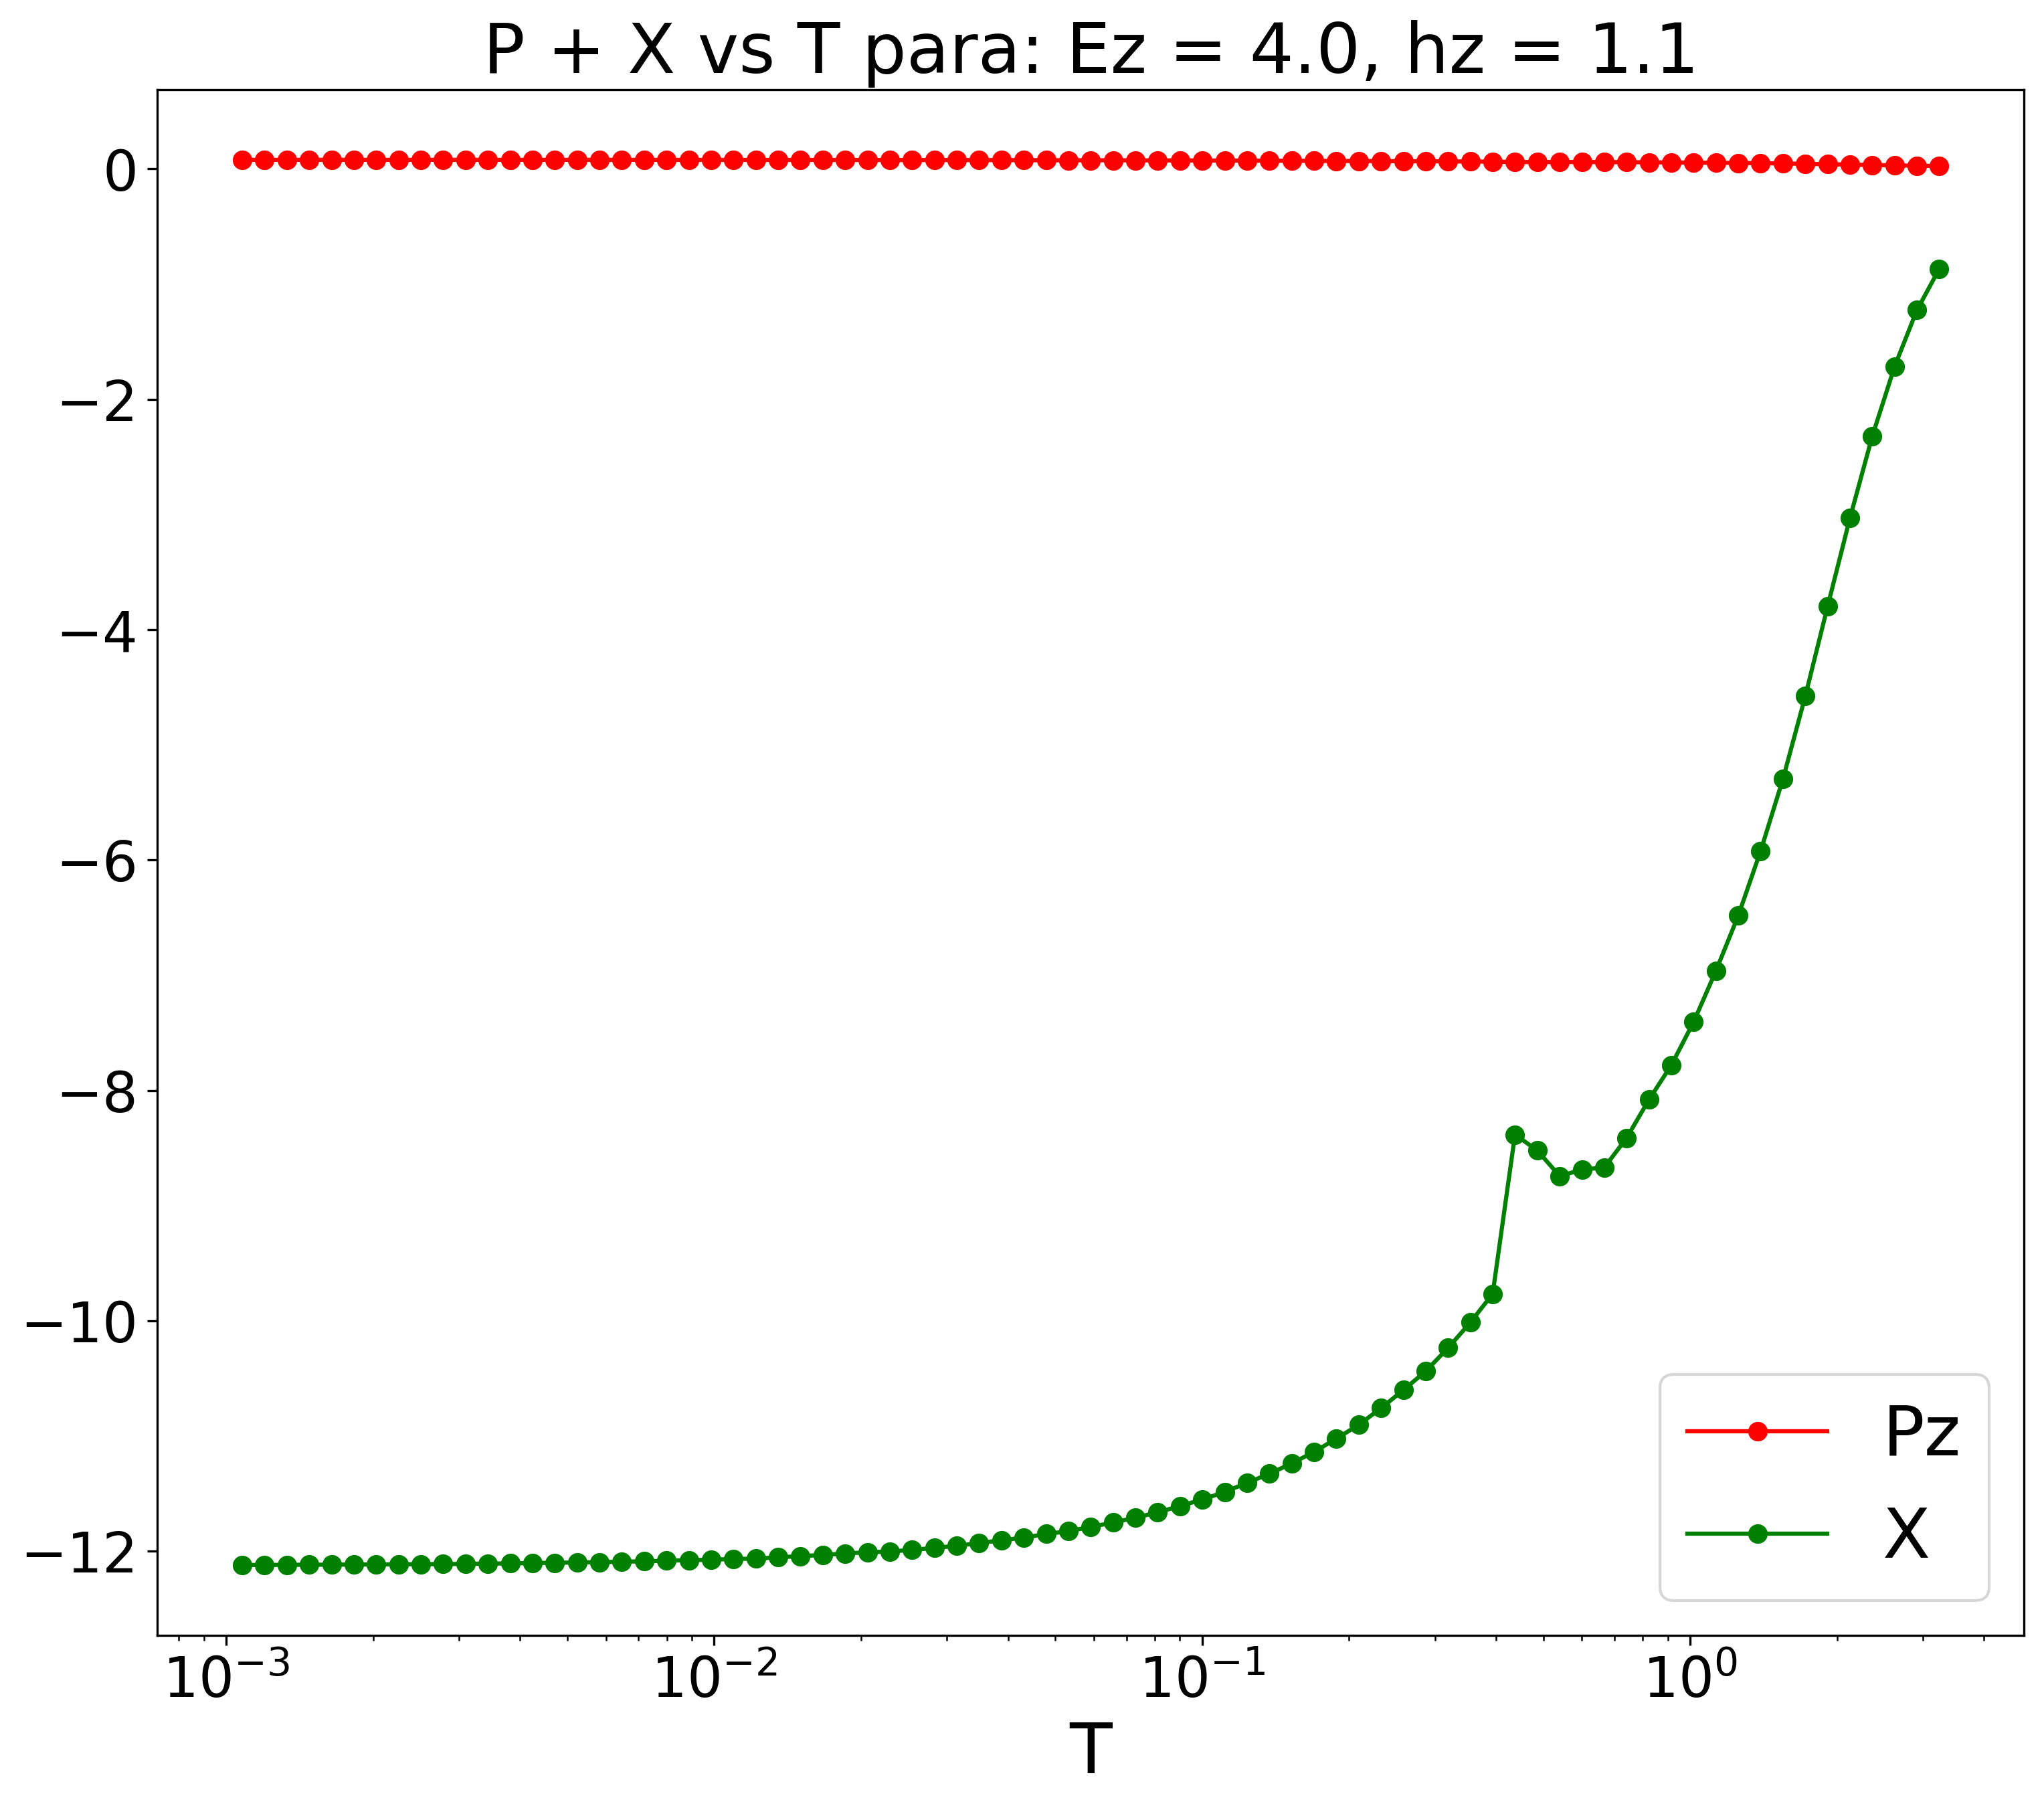 P + X vs T para: Ez = 4.0, hz = 1.1
0
−2
−4
−6
−8
−10
−12
Pz
X
10⁻³ 10⁻² 10⁻¹ 10⁰
T